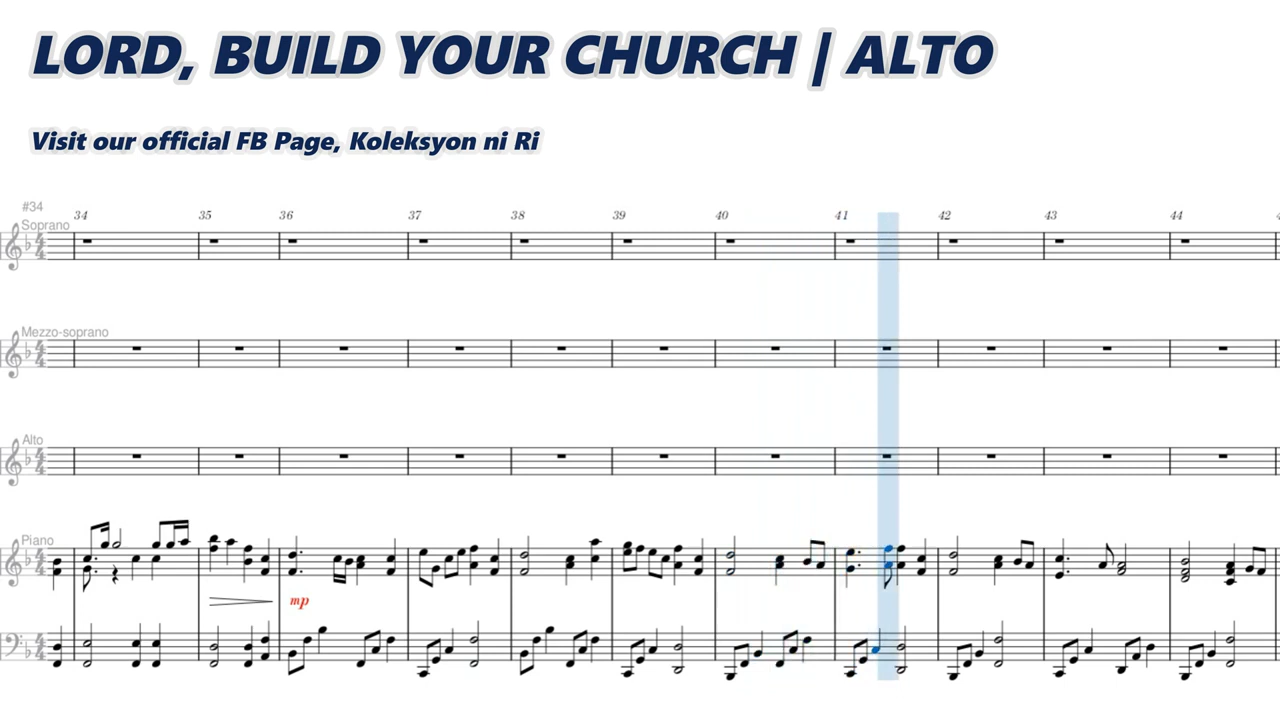 LORD, BUILD YOUR CHURCH | ALTO
Visit our official FB Page, Koleksyon ni Ri
#34
34 35 36 37 38 39 40 41 42 43 44
Soprano
Mezzo-soprano
Alto
Piano
mp